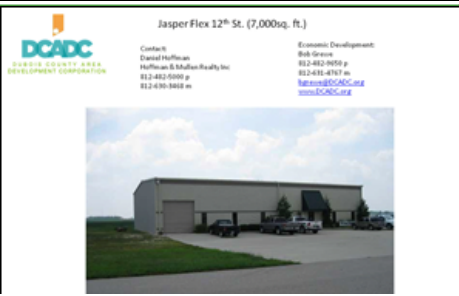 Jasper Flex 12th St. (7,000sq. ft.)
DCADC
DUBOIS COUNTY AREA
DEVELOPMENT CORPORATION
Contact:
Daniel Hoffman
Hoffman & Mullen Realty Inc
812-482-5000 p
812-630-3468 m
Economic Development:
Bob Grewe
812-482-9650 p
812-631-4767 m
bgrewe@DCADC.org
www.DCADC.org